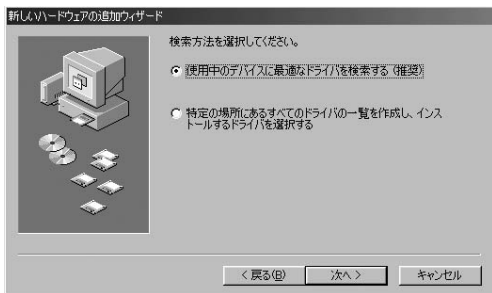 新しいハードウェアの追加ウィザード
検索方法を選択してください。
使用中のデバイスに最適なドライバを検索する（推奨）
特定の場所にあるすべてのドライバの一覧を作成し、インス
トールするドライバを選択する
< 戻る(B)
次へ >
キャンセル